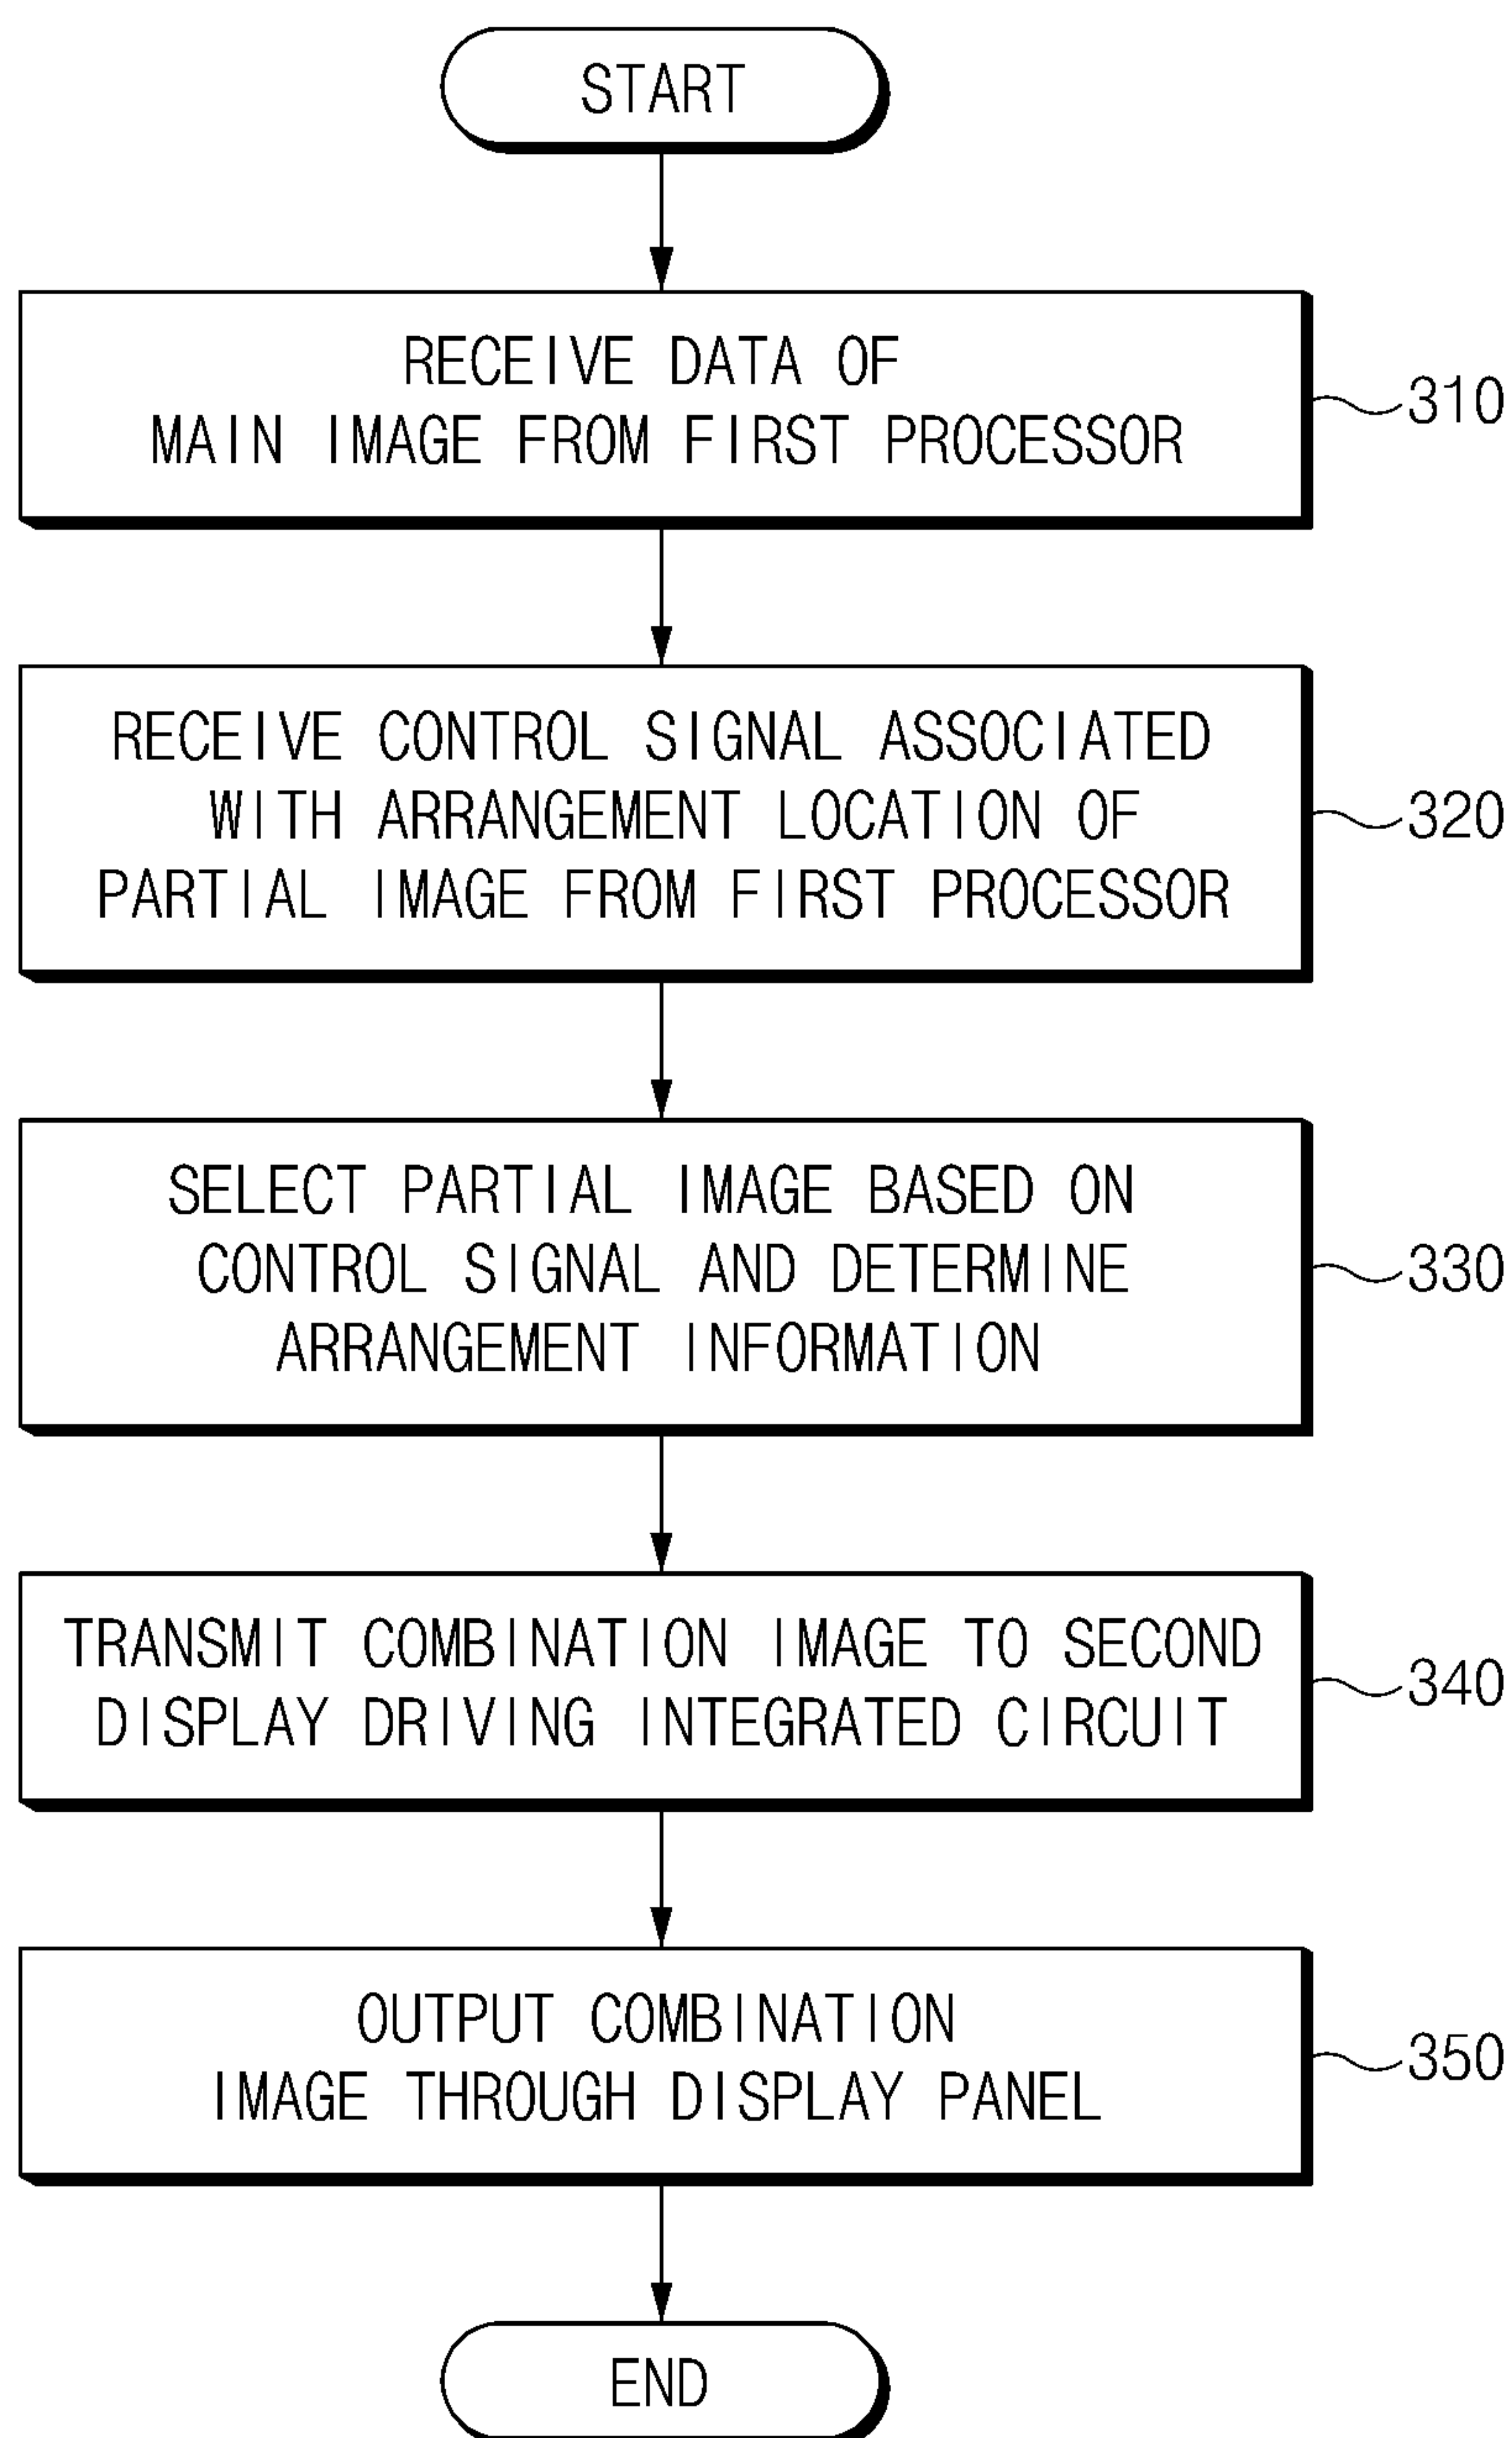 START
RECEIVE DATA OF
MAIN IMAGE FROM FIRST PROCESSOR
310
RECEIVE CONTROL SIGNAL ASSOCIATED
WITH ARRANGEMENT LOCATION OF
PARTIAL IMAGE FROM FIRST PROCESSOR
320
SELECT PARTIAL IMAGE BASED ON
CONTROL SIGNAL AND DETERMINE
ARRANGEMENT INFORMATION
330
TRANSMIT COMBINATION IMAGE TO SECOND
DISPLAY DRIVING INTEGRATED CIRCUIT
340
OUTPUT COMBINATION
IMAGE THROUGH DISPLAY PANEL
350
END